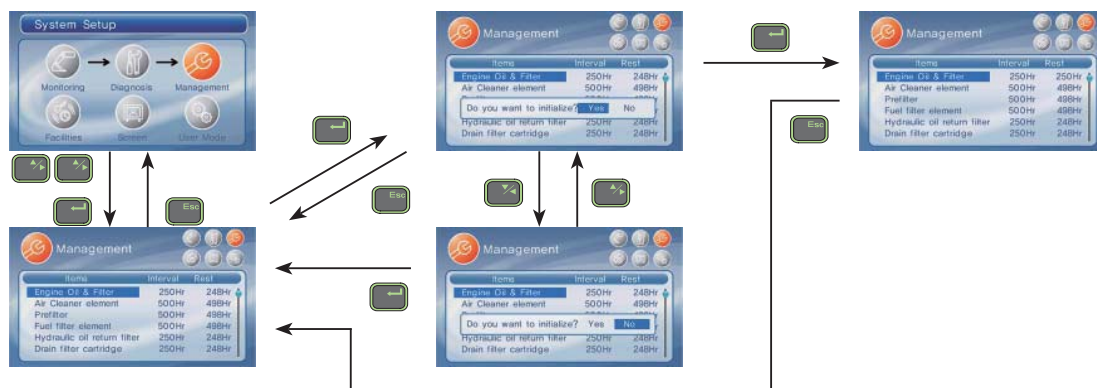 System Setup
Monitoring Diagnosis Management
Facilities Screen User Mode
Esc
Management
Items Interval Rest
Engine Oil & Filter 250Hr 248Hr
Air Cleaner element 500Hr 498Hr
Prefilter 500Hr 498Hr
Fuel filter element 500Hr 498Hr
Hydraulic oil return filter 250Hr 248Hr
Drain filter cartridge 250Hr 248Hr
Esc
Management
Items Interval Rest
Engine Oil & Filter 250Hr 248Hr
Air Cleaner element 500Hr 498Hr
Do you want to initialize? Yes No
Hydraulic oil return filter 250Hr 248Hr
Drain filter cartridge 250Hr 248Hr
Management
Items Interval Rest
Engine Oil & Filter 250Hr 248Hr
Air Cleaner element 500Hr 498Hr
Do you want to initialize? Yes No
Hydraulic oil return filter 250Hr 248Hr
Drain filter cartridge 250Hr 248Hr
Management
Items Interval Rest
Engine Oil & Filter 250Hr 250Hr
Air Cleaner element 500Hr 498Hr
Prefilter 500Hr 498Hr
Fuel filter element 500Hr 498Hr
Hydraulic oil return filter 250Hr 248Hr
Drain filter cartridge 250Hr 248Hr
Esc